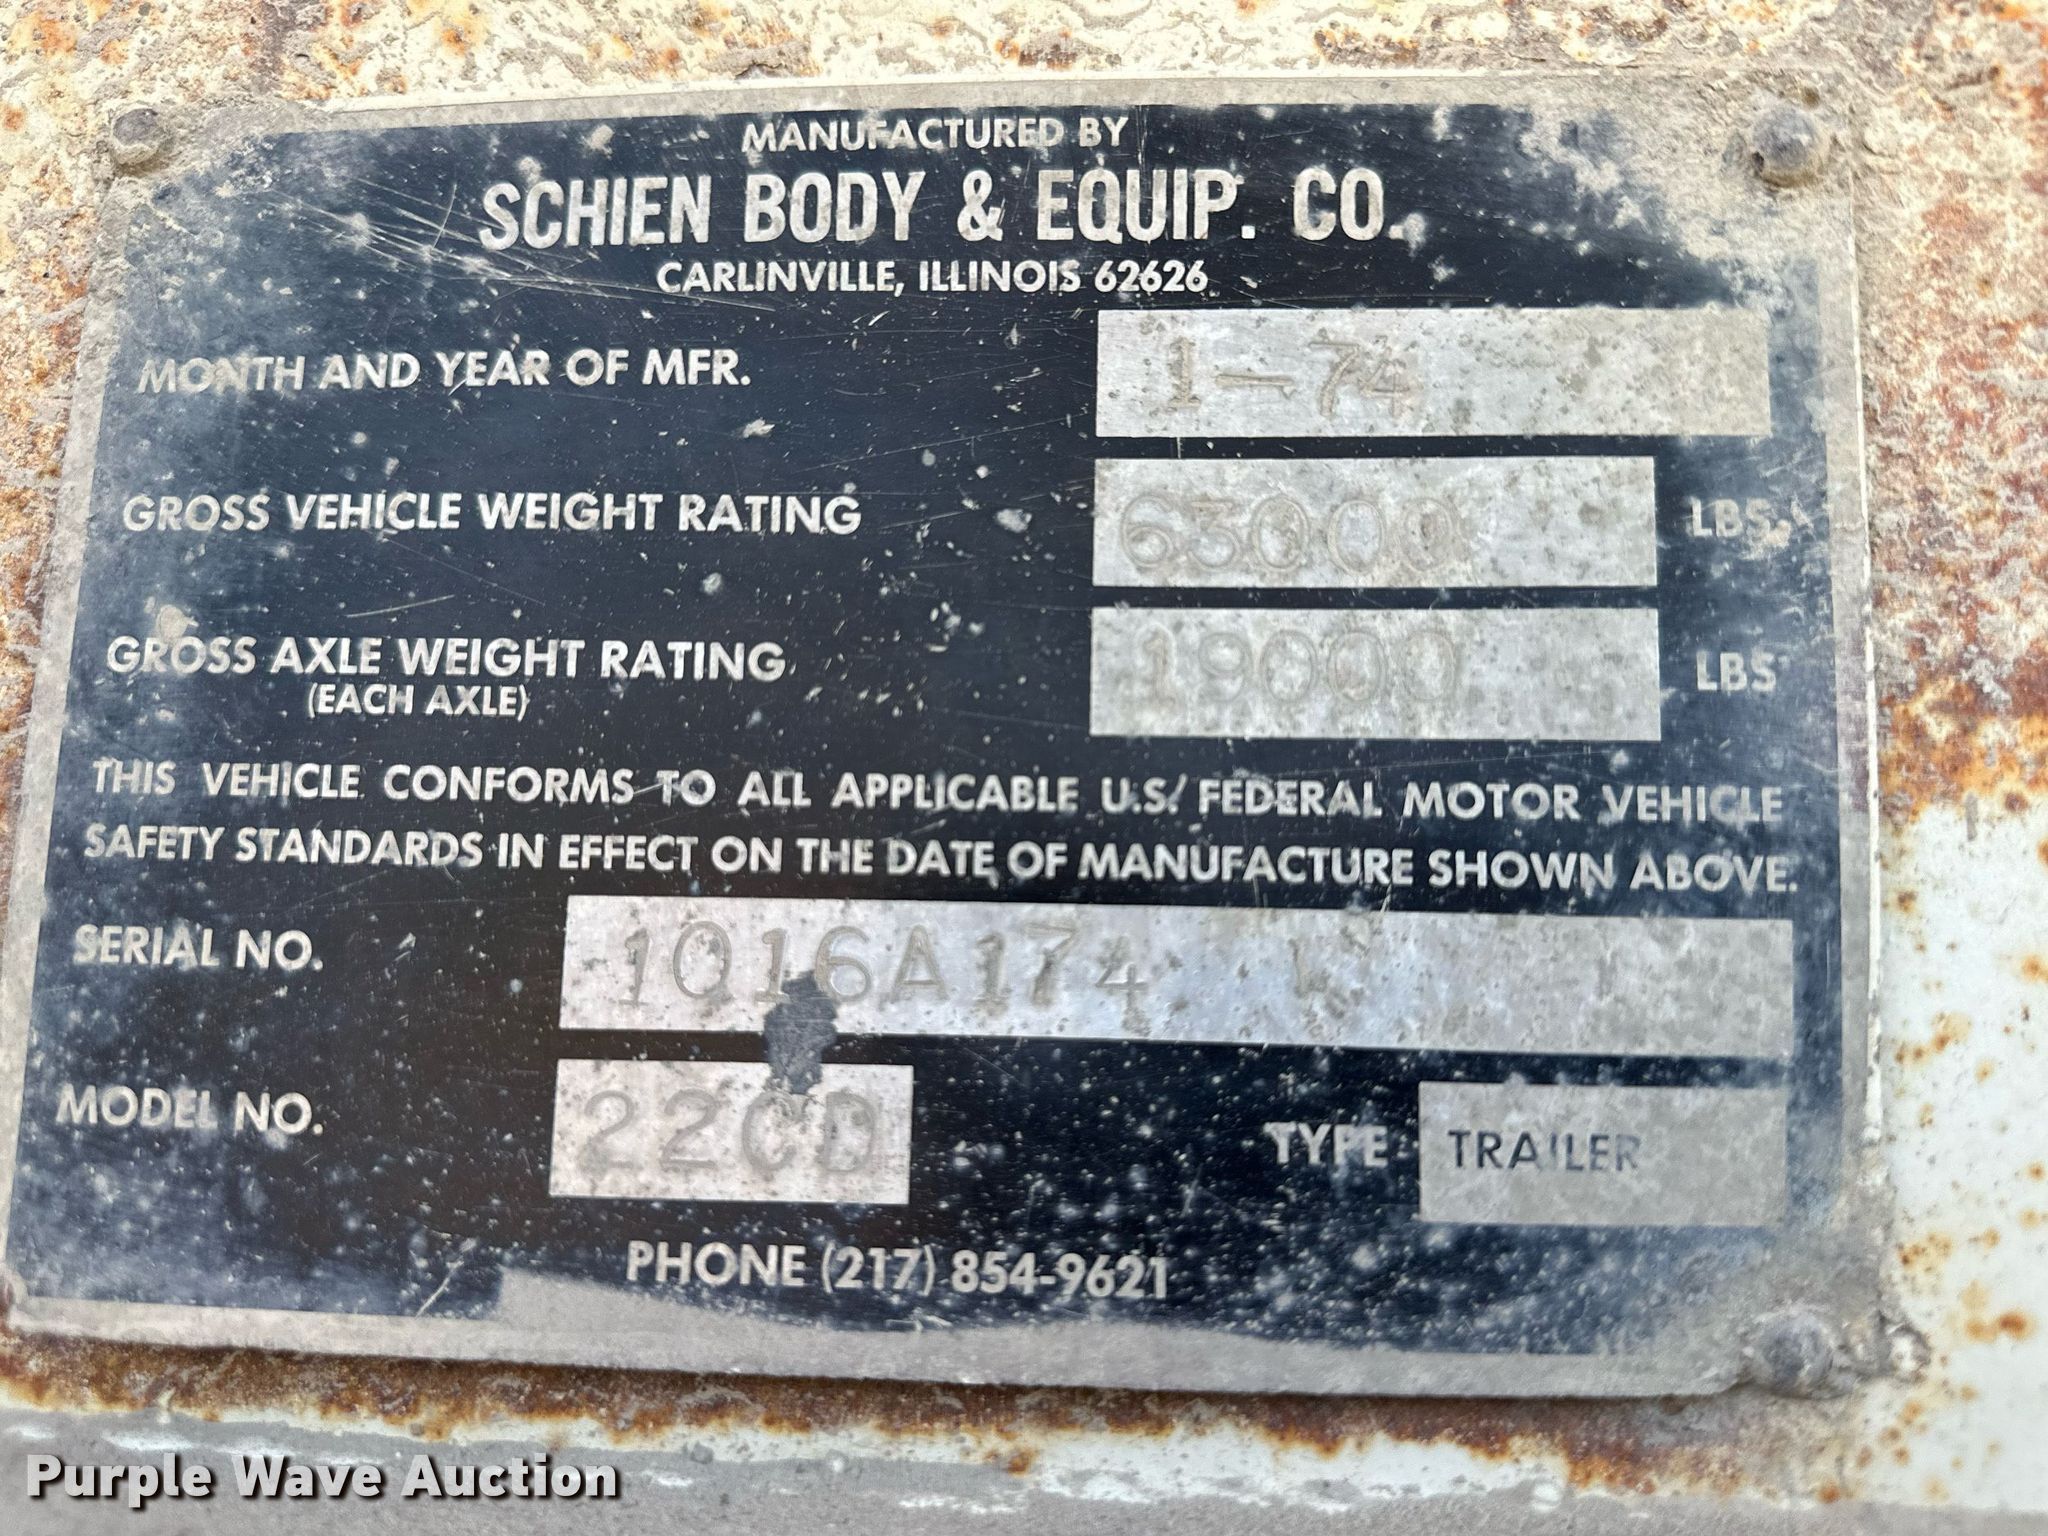 MANUFACTURED BY
SCHIEN BODY & EQUIP. CO.
CARLINVILLE, ILLINOIS 62626
MONTH AND YEAR OF MFR. 1-74
GROSS VEHICLE WEIGHT RATING 63000 LBS.
GROSS AXLE WEIGHT RATING 19000 LBS
(EACH AXLE)
THIS VEHICLE CONFORMS TO ALL APPLICABLE U.S. FEDERAL MOTOR VEHICLE
SAFETY STANDARDS IN EFFECT ON THE DATE OF MANUFACTURE SHOWN ABOVE.
SERIAL NO. 1016A174
MODEL NO. 22CD TYPE TRAILER
PHONE (217) 854-9621
Purple Wave Auction